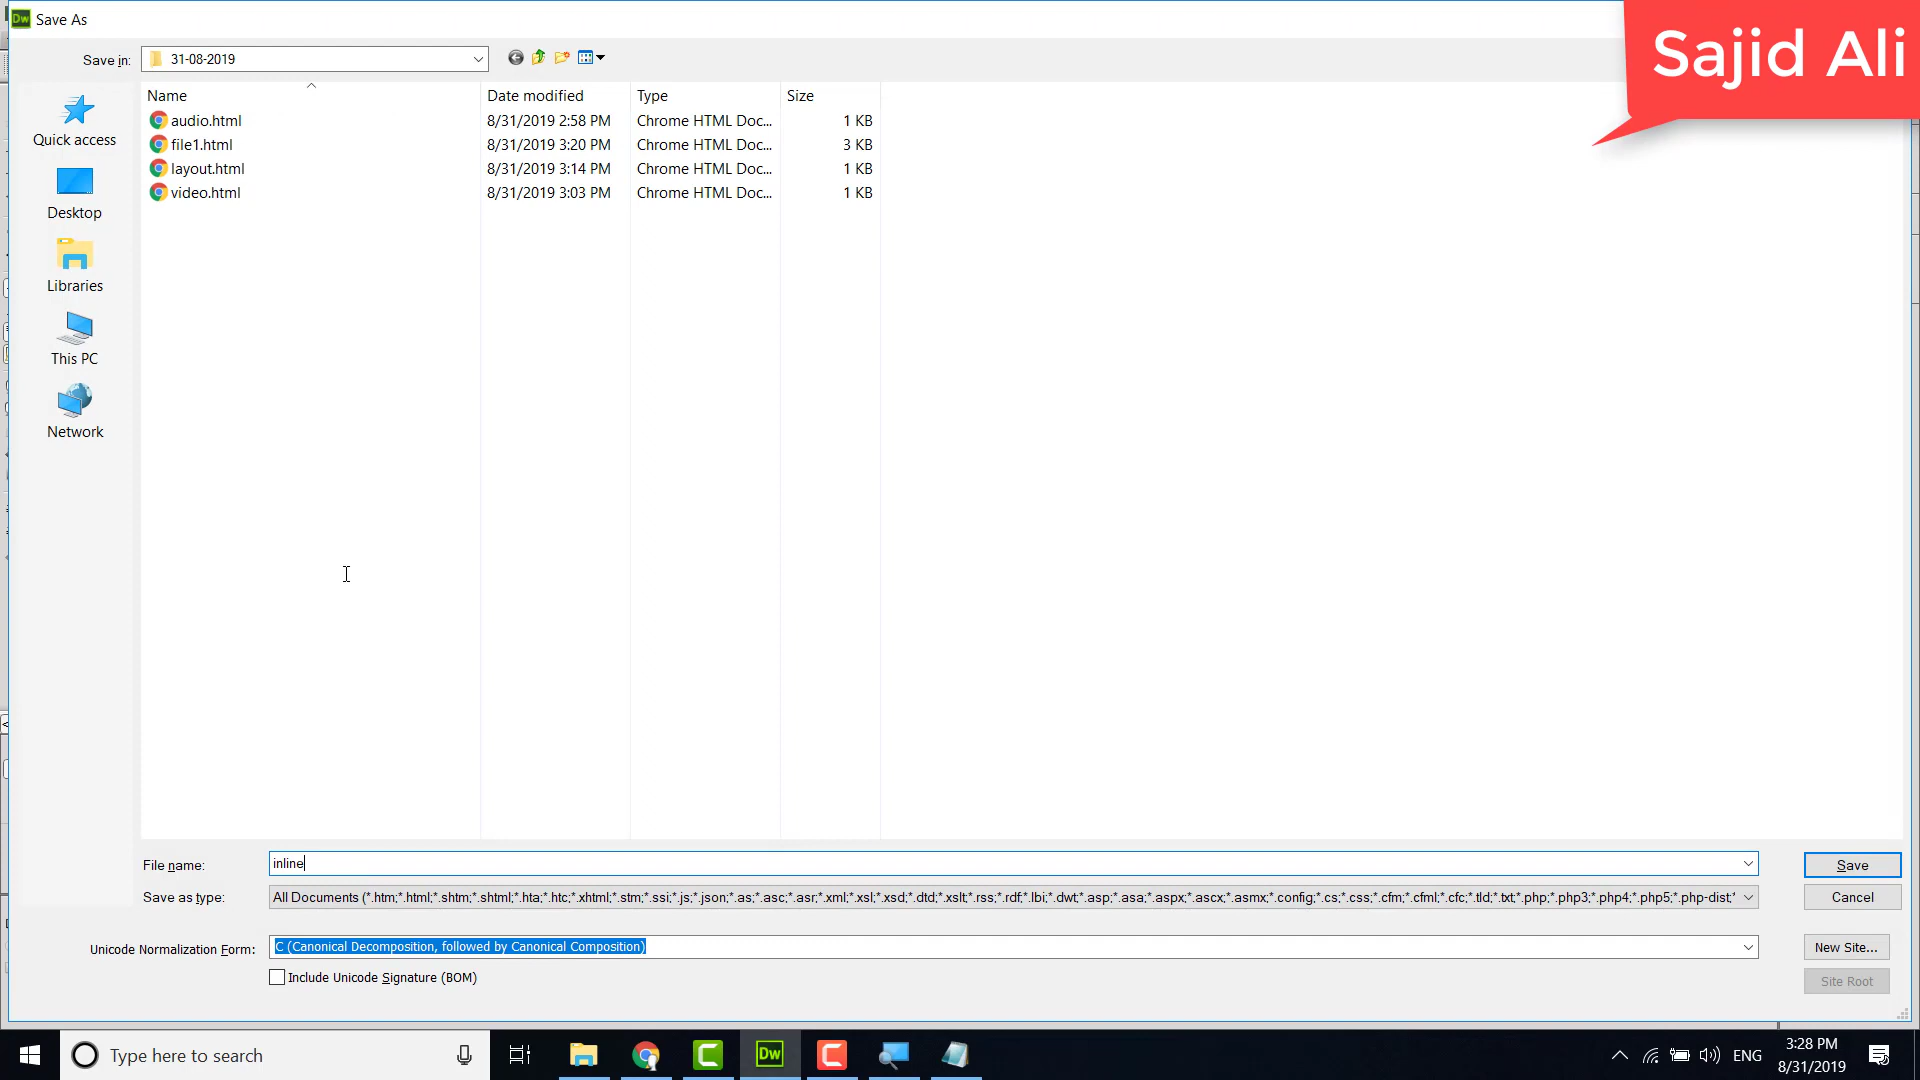 Dw Save As
Sajid Ali
Save in: 31-08-2019
Name Date modified Type Size
audio.html 8/31/2019 2:58 PM Chrome HTML Doc... 1 KB
file1.html 8/31/2019 3:20 PM Chrome HTML Doc... 3 KB
layout.html 8/31/2019 3:14 PM Chrome HTML Doc... 1 KB
video.html 8/31/2019 3:03 PM Chrome HTML Doc... 1 KB
Quick access
Desktop
Libraries
This PC
Network
File name: inline Save
Save as type: All Documents (*.htm;*.html;*.shtm;*.shtml;*.hta;*.htc;*.xhtml;*.stm;*.ssi;*.js;*.json;*.as;*.asc;*.asr;*.xml;*.xsl;*.xsd;*.dtd;*.xslt;*.rss;*.rdf;*.lbi;*.dwt;*.asp;*.asa;*.aspx;*.ascx;*.asmx;*.config;*.cs;*.css;*.cfm;*.cfml;*.cfc;*.tld;*.txt;*.php;*.php3;*.php4;*.php5;*.php-dist;* Cancel
Unicode Normalization Form: C (Canonical Decomposition, followed by Canonical Composition) New Site...
Include Unicode Signature (BOM) Site Root
Type here to search Dw ENG 3:28 PM
8/31/2019